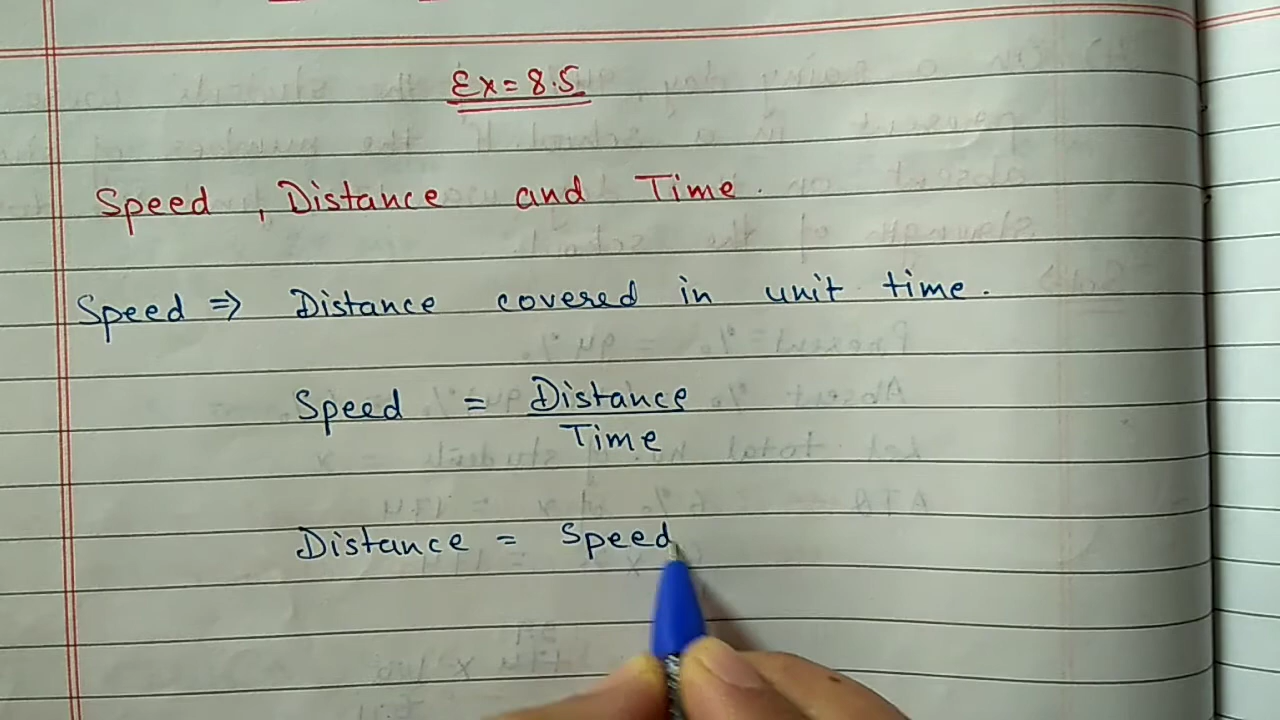 Ex = 8.5
Speed, Distance and Time.
Speed ⇒ Distance covered in unit time.
Speed = Distance
Time
Distance = Speed